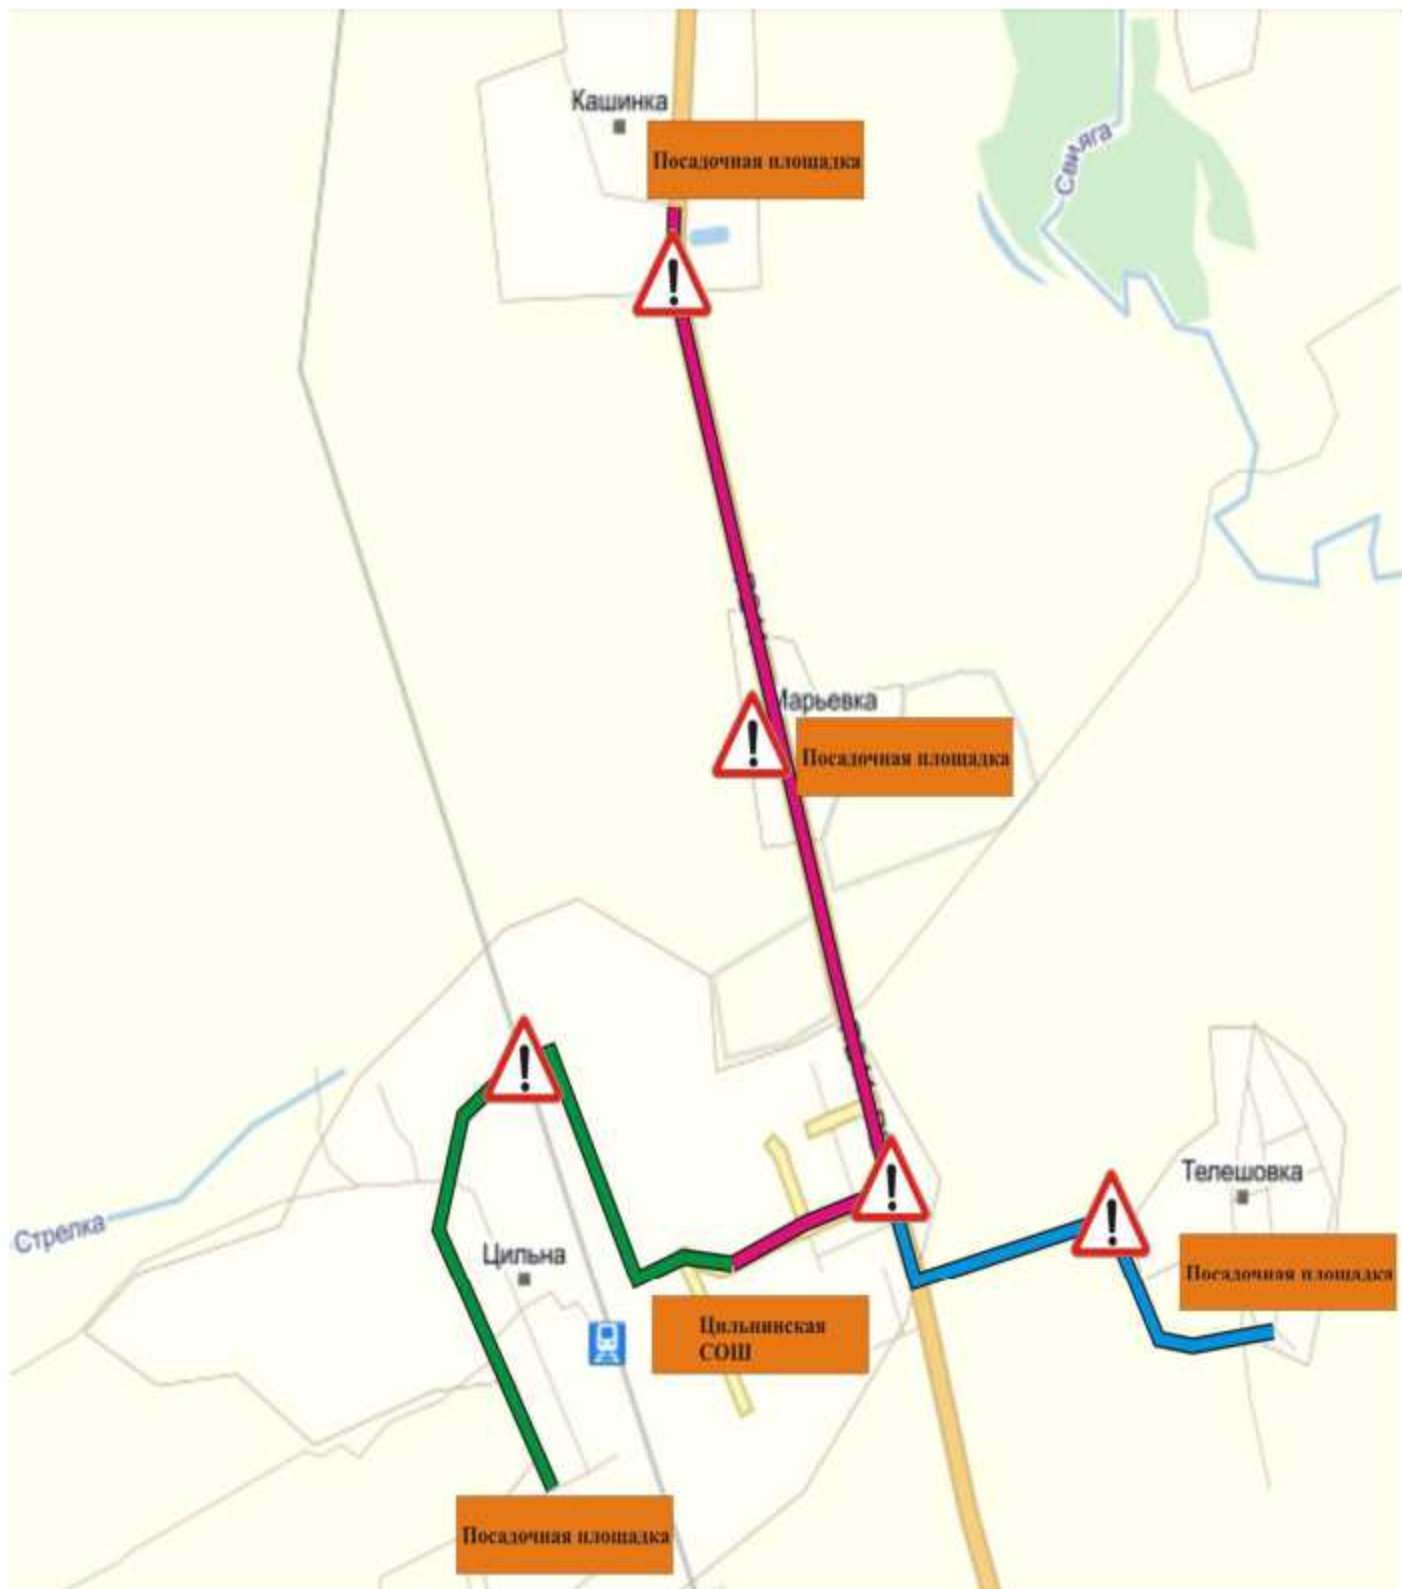 Кашинка
Посадочная площадка
Свияга
Марьевка
Посадочная площадка
Телешовка
Стрелка
Цильна
Посадочная площадка
Цильнинская
СОШ
Посадочная площадка